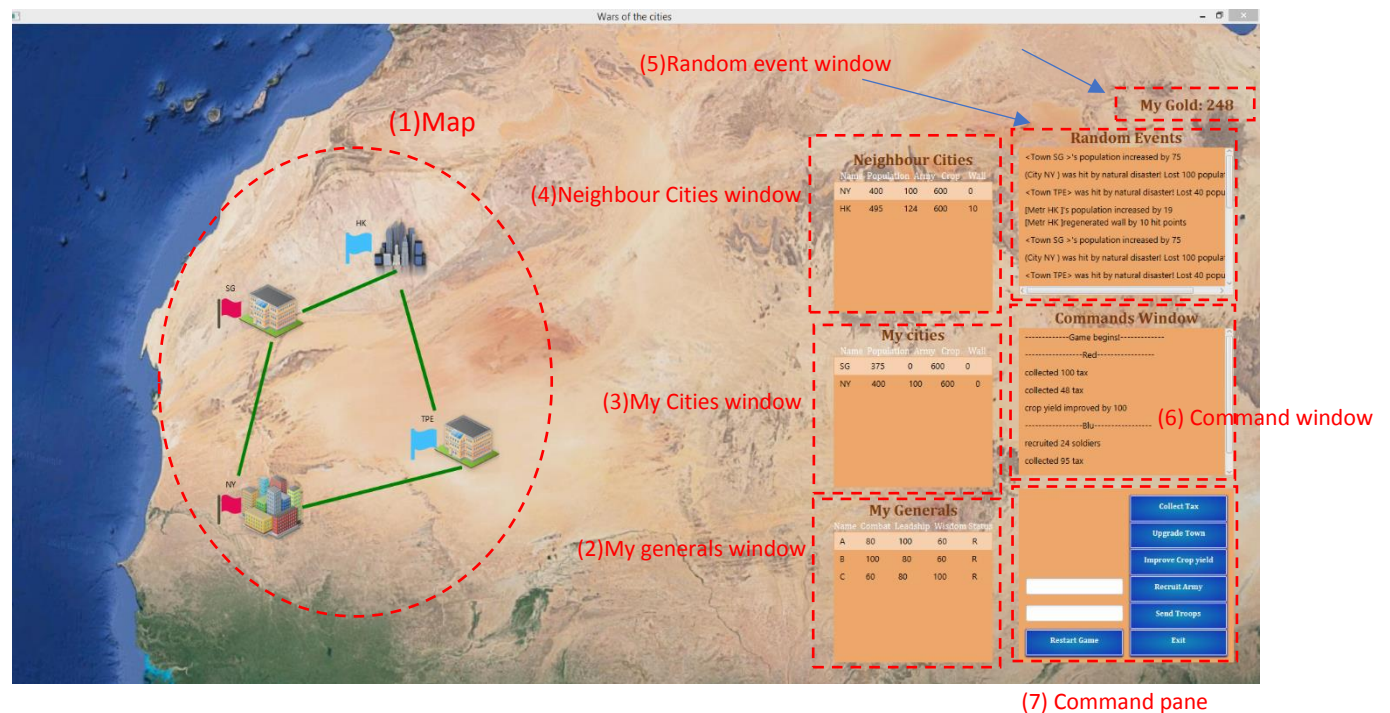 Wars of the cities
(5)Random event window
My Gold: 248
(1)Map
HK
SG
TPE
NY
(4)Neighbour Cities window
Neighbour Cities
Name Population Army Crop Wall
NY 400 100 600 0
HK 495 124 600 10
Random Events
<Town SG >'s population increased by 75
(City NY ) was hit by natural disaster! Lost 100 populat
<Town TPE> was hit by natural disaster! Lost 40 popu
[Metr HK ]'s population increased by 19
[Metr HK ]regenerated wall by 10 hit points
<Town SG >'s population increased by 75
(City NY ) was hit by natural disaster! Lost 100 populat
<Town TPE> was hit by natural disaster! Lost 40 popu
(3)My Cities window
My cities
Name Population Army Crop Wall
SG 375 0 600 0
NY 400 100 600 0
Commands Window
-------------Game begins!-------------
-----------------Red-----------------
collected 100 tax
collected 48 tax
crop yield improved by 100
-----------------Blu-----------------
recruited 24 soldiers
collected 95 tax
(6) Command window
(2)My generals window
My Generals
Name Combat Leadship Wisdom Status
A 80 100 60 R
B 100 80 60 R
C 60 80 100 R
Collect Tax
Upgrade Town
Improve Crop yield
Recruit Army
Send Troops
Restart Game
Exit
(7) Command pane